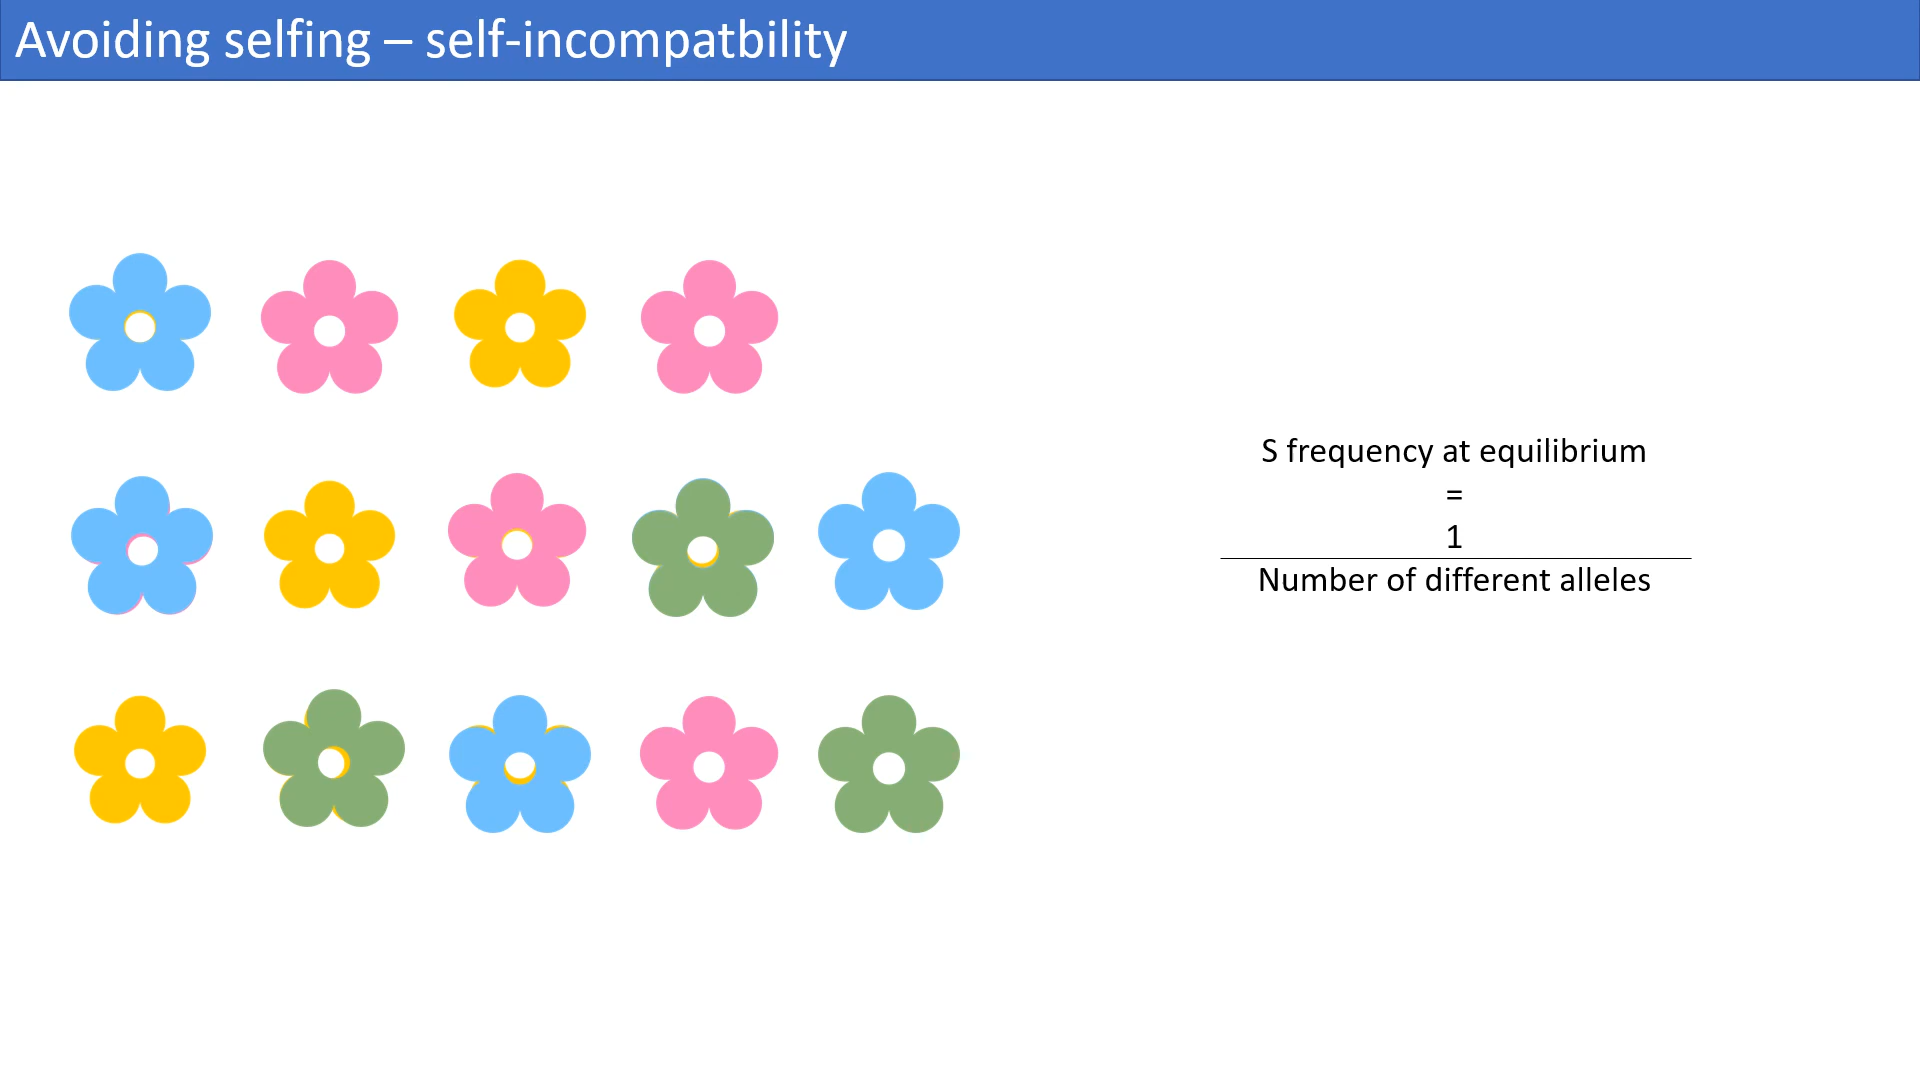 Avoiding selfing – self-incompatbility
S frequency at equilibrium
=
1
Number of different alleles